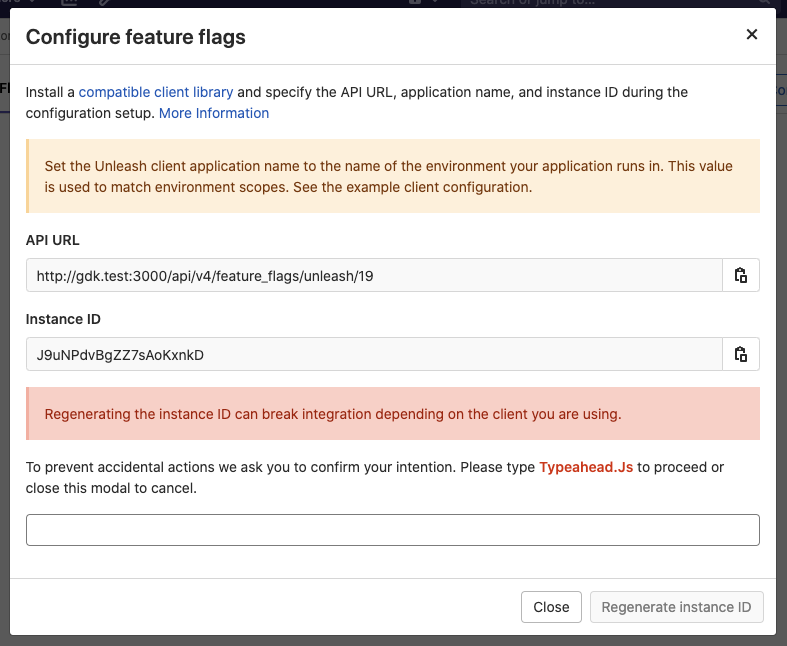 Search or jump to...
Configure feature flags
Install a compatible client library and specify the API URL, application name, and instance ID during the
configuration setup. More Information
Set the Unleash client application name to the name of the environment your application runs in. This value
is used to match environment scopes. See the example client configuration.
API URL
http://gdk.test:3000/api/v4/feature_flags/unleash/19
Instance ID
J9uNPdvBgZZ7sAoKxnkD
Regenerating the instance ID can break integration depending on the client you are using.
To prevent accidental actions we ask you to confirm your intention. Please type Typeahead.Js to proceed or
close this modal to cancel.
Close Regenerate instance ID